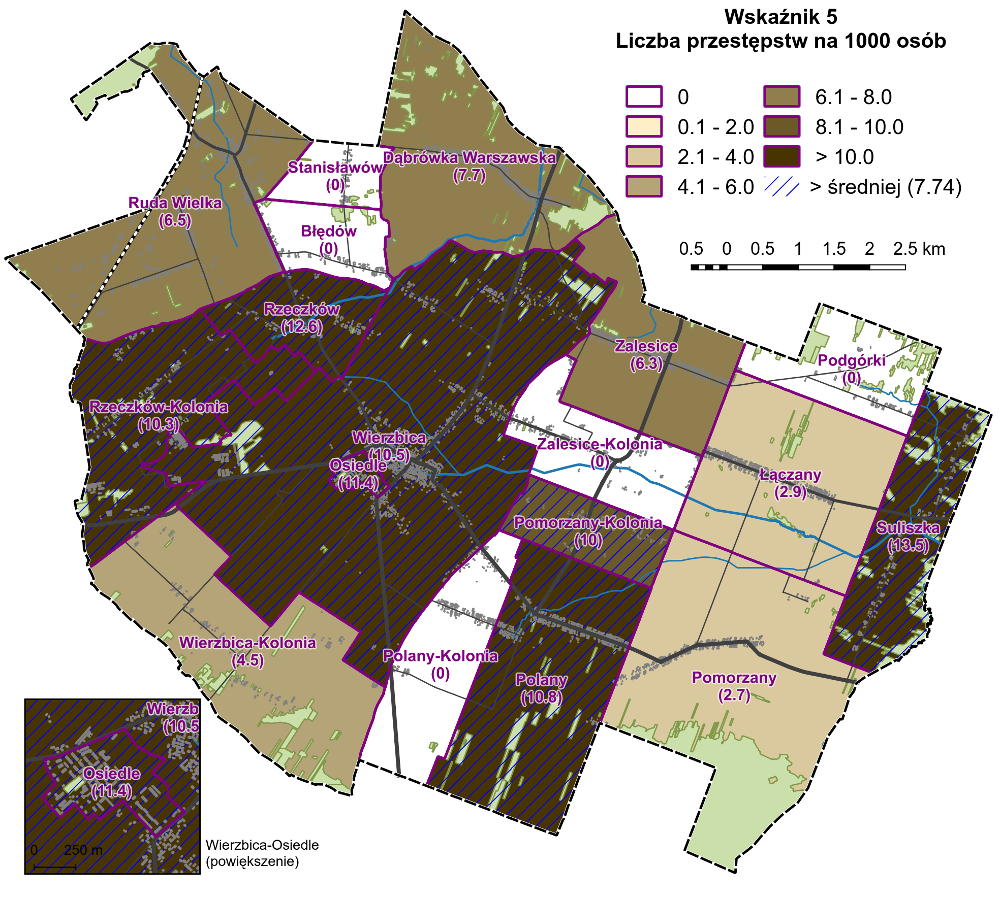 Wskaźnik 5
Liczba przestępstw na 1000 osób
0
0.1 - 2.0
2.1 - 4.0
4.1 - 6.0
6.1 - 8.0
8.1 - 10.0
> 10.0
> średniej (7.74)
0.5 0 0.5 1 1.5 2 2.5 km
Stanisławów
(0)
Dąbrówka Warszawska
(7.7)
Ruda Wielka
(6.5)
Błędów
(0)
Rzeczków
(12.6)
Zalesice
(6.3)
Podgórki
(0)
Rzeczków-Kolonia
(10.3)
Wierzbica
(10.5)
Osiedle
(11.4)
Zalesice-Kolonia
(0)
Łączany
(2.9)
Pomorzany-Kolonia
(10)
Suliszka
(13.5)
Wierzbica-Kolonia
(4.5)
Polany-Kolonia
(0)
Polany
(10.8)
Pomorzany
(2.7)
Wierzb
(10.5
Osiedle
(11.4)
0 250 m
Wierzbica-Osiedle
(powiększenie)